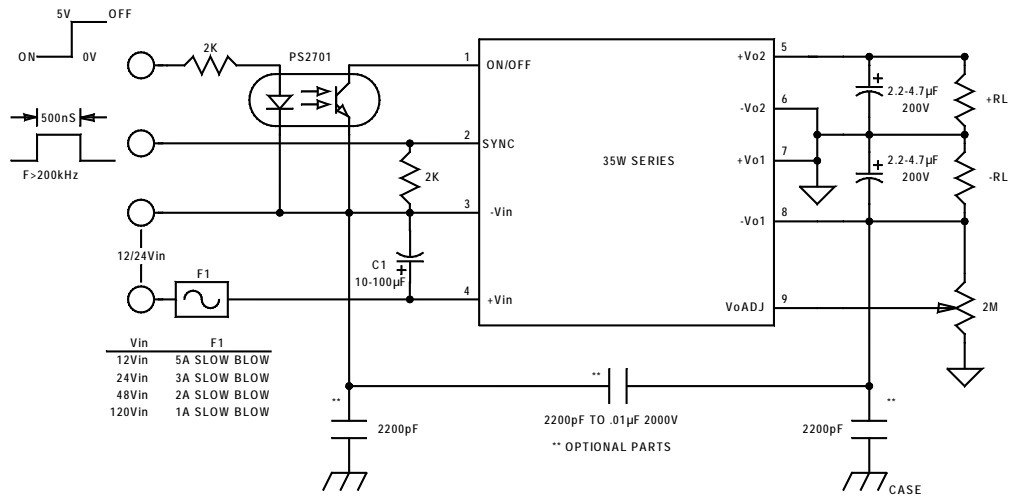 5V OFF
ON 0V
2K
PS2701
1
ON/OFF
500nS
F>200kHz
2
SYNC
2K
3
-Vin
12/24Vin
F1
C1
10-100µF
4
+Vin
35W SERIES
+Vo2
5
-Vo2
6
+Vo1
7
-Vo1
8
VoADJ
9
2.2-4.7µF
200V
+RL
2.2-4.7µF
200V
-RL
2M
Vin F1
12Vin 5A SLOW BLOW
24Vin 3A SLOW BLOW
48Vin 2A SLOW BLOW
120Vin 1A SLOW BLOW
**
2200pF
**
2200pF TO .01µF 2000V
** OPTIONAL PARTS
**
2200pF
CASE